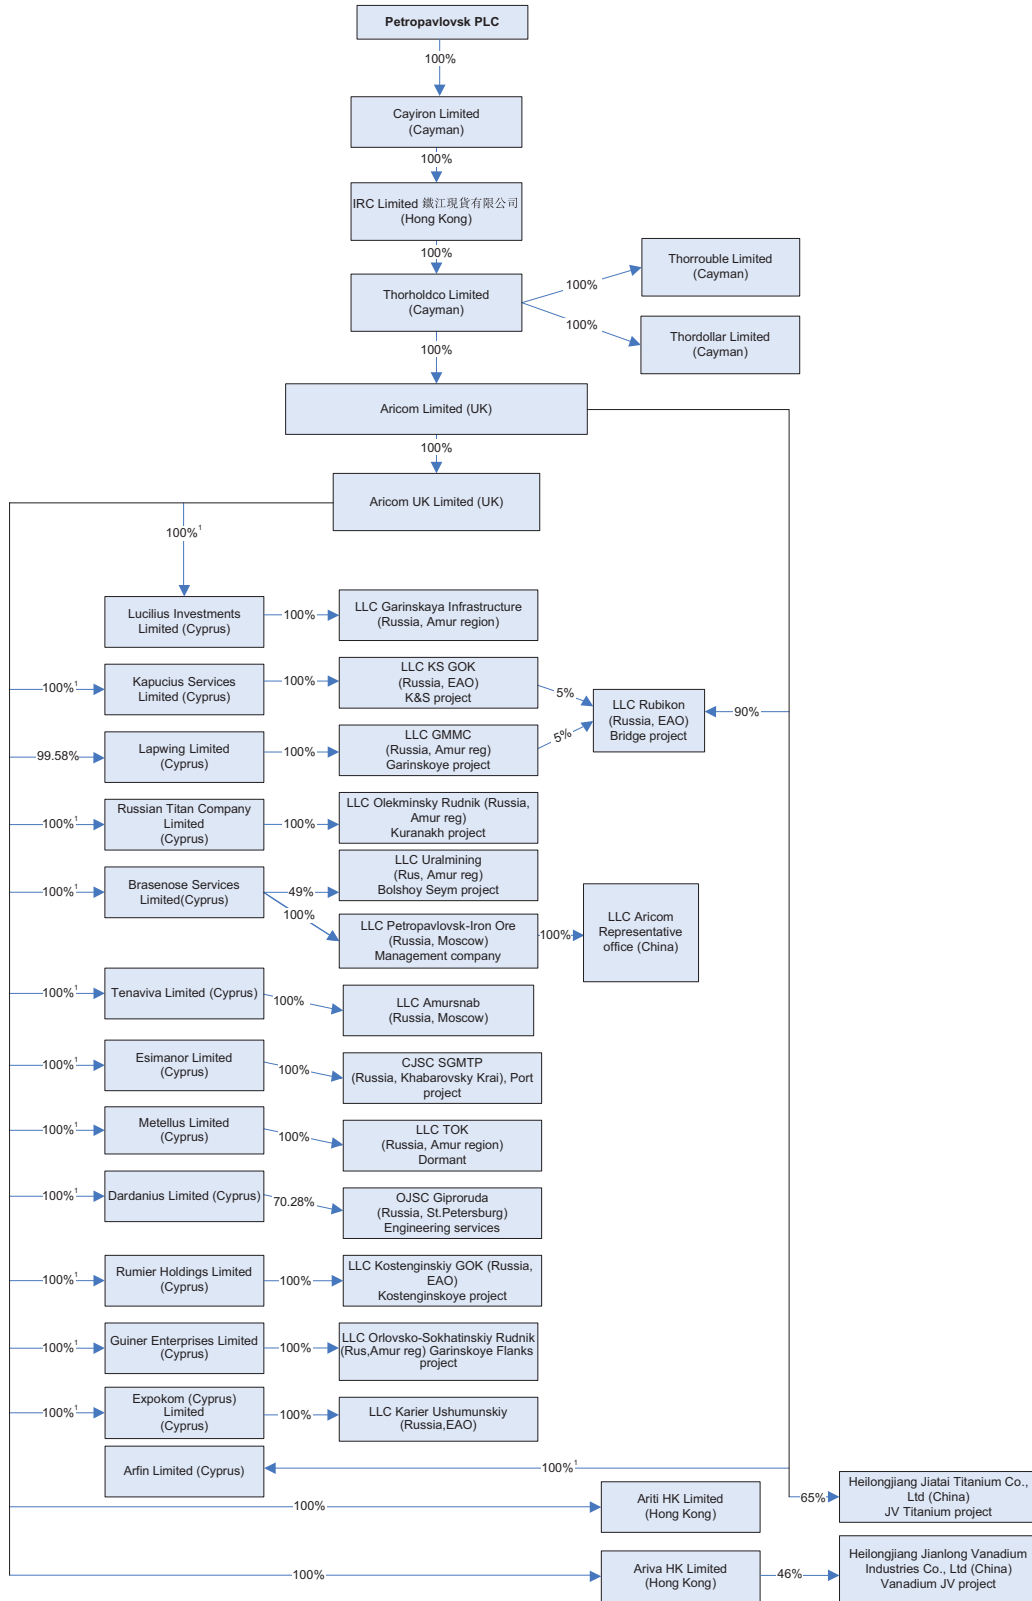 Petropavlovsk PLC
100%
Cayiron Limited
(Cayman)
100%
IRC Limited 鐵江現貨有限公司
(Hong Kong)
100%
Thorholdco Limited
(Cayman)
100%
Thorrouble Limited
(Cayman)
100%
Thordollar Limited
(Cayman)
100%
Aricom Limited (UK)
100%
Aricom UK Limited (UK)
100%¹
Lucilius Investments
Limited (Cyprus)
100%
LLC Garinskaya Infrastructure
(Russia, Amur region)
100%¹
Kapucius Services
Limited (Cyprus)
100%
LLC KS GOK
(Russia, EAO)
K&S project
5%
LLC Rubikon
(Russia, EAO)
Bridge project
90%
99.58%
Lapwing Limited
(Cyprus)
100%
LLC GMMC
(Russia, Amur reg)
Garinskoye project
5%
100%¹
Russian Titan Company
Limited
(Cyprus)
100%
LLC Olekminsky Rudnik (Russia,
Amur reg)
Kuranakh project
100%¹
Brasenose Services
Limited(Cyprus)
49%
LLC Uralmining
(Rus, Amur reg)
Bolshoy Seym project
100%
LLC Petropavlovsk-Iron Ore
(Russia, Moscow)
Management company
100%
LLC Aricom
Representative
office (China)
100%¹
Tenaviva Limited (Cyprus)
100%
LLC Amursnab
(Russia, Moscow)
100%¹
Esimanor Limited
(Cyprus)
100%
CJSC SGMTP
(Russia, Khabarovsky Krai), Port
project
100%¹
Metellus Limited
(Cyprus)
100%
LLC TOK
(Russia, Amur region)
Dormant
100%¹
Dardanius Limited (Cyprus)
70.28%
OJSC Giproruda
(Russia, St.Petersburg)
Engineering services
100%¹
Rumier Holdings Limited
(Cyprus)
100%
LLC Kostenginskiy GOK (Russia,
EAO)
Kostenginskoye project
100%¹
Guiner Enterprises Limited
(Cyprus)
100%
LLC Orlovsko-Sokhatinskiy Rudnik
(Rus,Amur reg) Garinskoye Flanks
project
100%¹
Expokom (Cyprus)
Limited
(Cyprus)
100%
LLC Karier Ushumunskiy
(Russia,EAO)
Arfin Limited (Cyprus)
100%¹
100%
Ariti HK Limited
(Hong Kong)
65%
Heilongjiang Jiatai Titanium Co.,
Ltd (China)
JV Titanium project
100%
Ariva HK Limited
(Hong Kong)
46%
Heilongjiang Jianlong Vanadium
Industries Co., Ltd (China)
Vanadium JV project